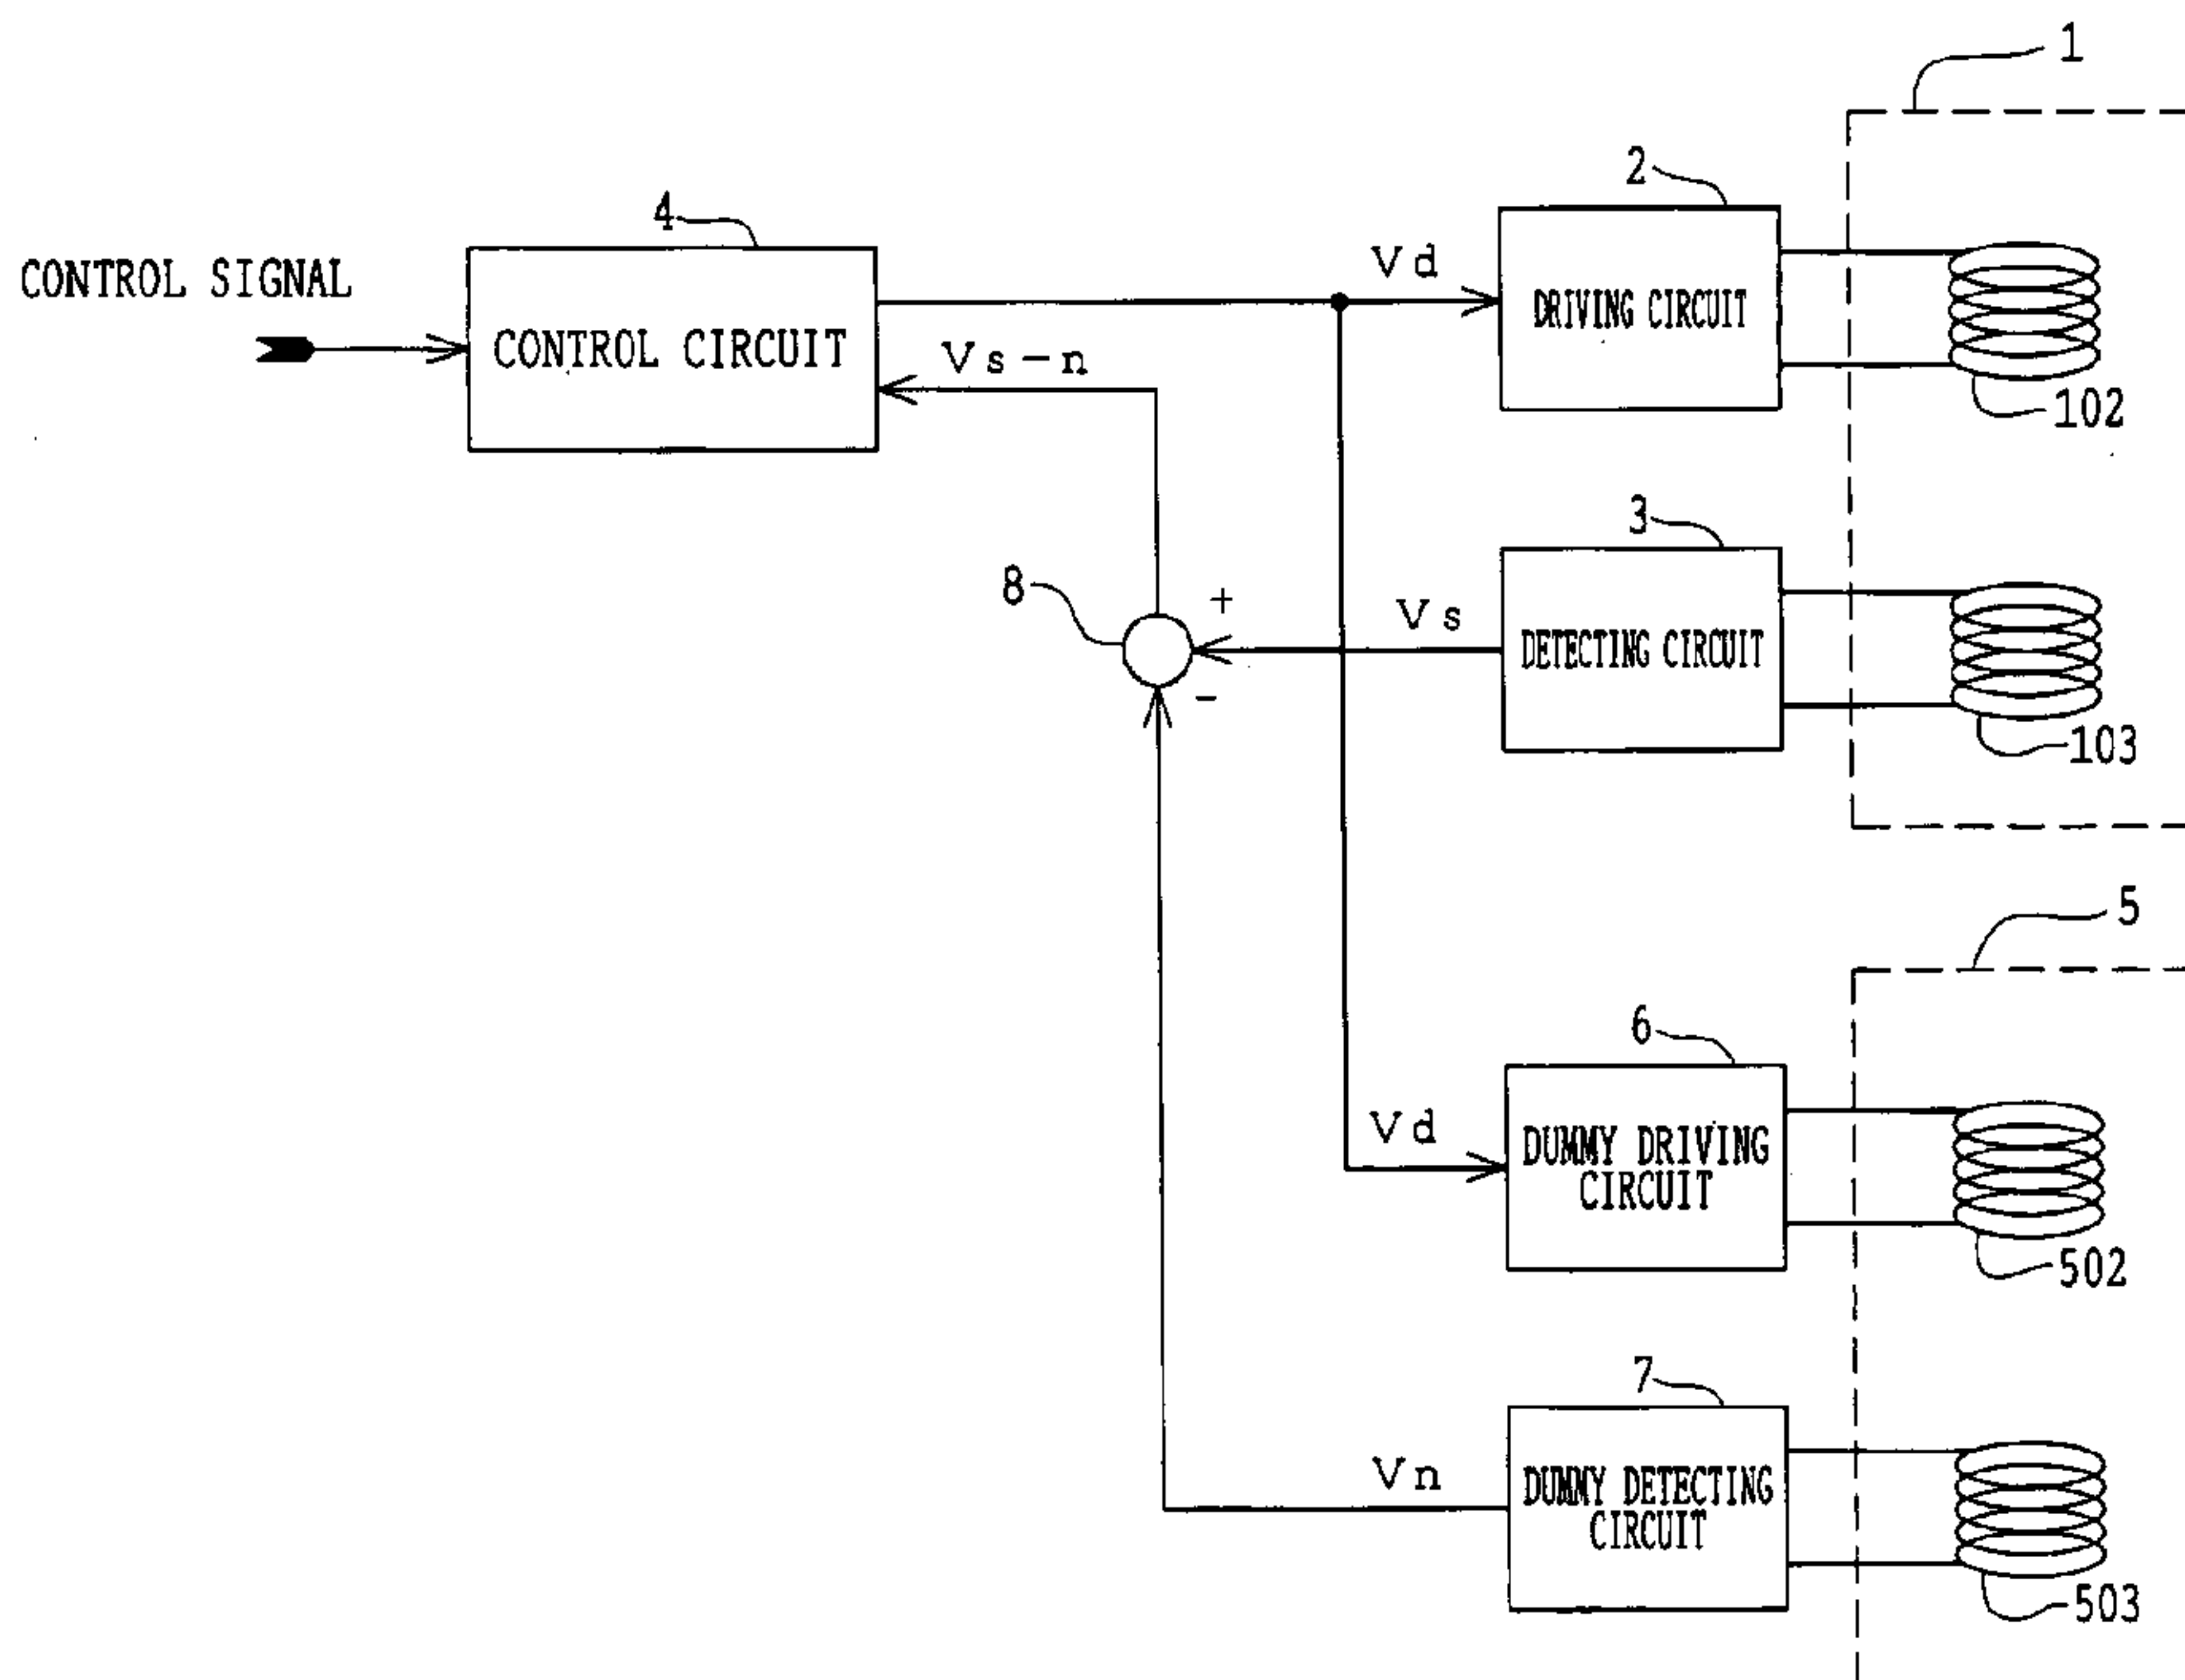 1
2
4
CONTROL SIGNAL
Vd
DRIVING CIRCUIT
CONTROL CIRCUIT
Vs-n
102
3
8
+
Vs
DETECTING CIRCUIT
-
103
5
6
Vd
DUMMY DRIVING
CIRCUIT
502
7
Vn
DUMMY DETECTING
CIRCUIT
503